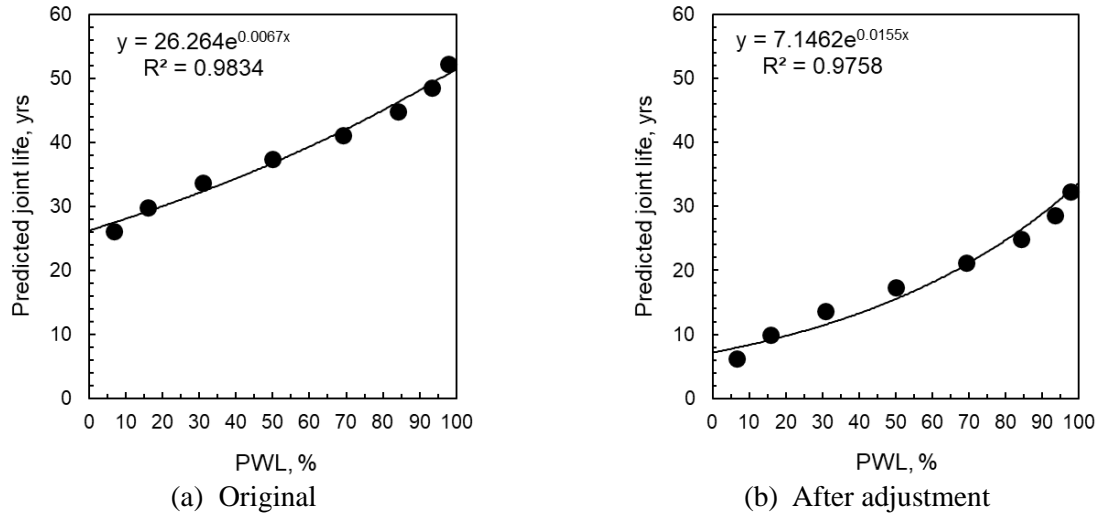 y = 26.264e^0.0067x
R² = 0.9834
Predicted joint life, yrs
60
50
40
30
20
10
0
0 10 20 30 40 50 60 70 80 90 100
PWL, %
(a) Original
y = 7.1462e^0.0155x
R² = 0.9758
Predicted joint life, yrs
60
50
40
30
20
10
0
0 10 20 30 40 50 60 70 80 90 100
PWL, %
(b) After adjustment